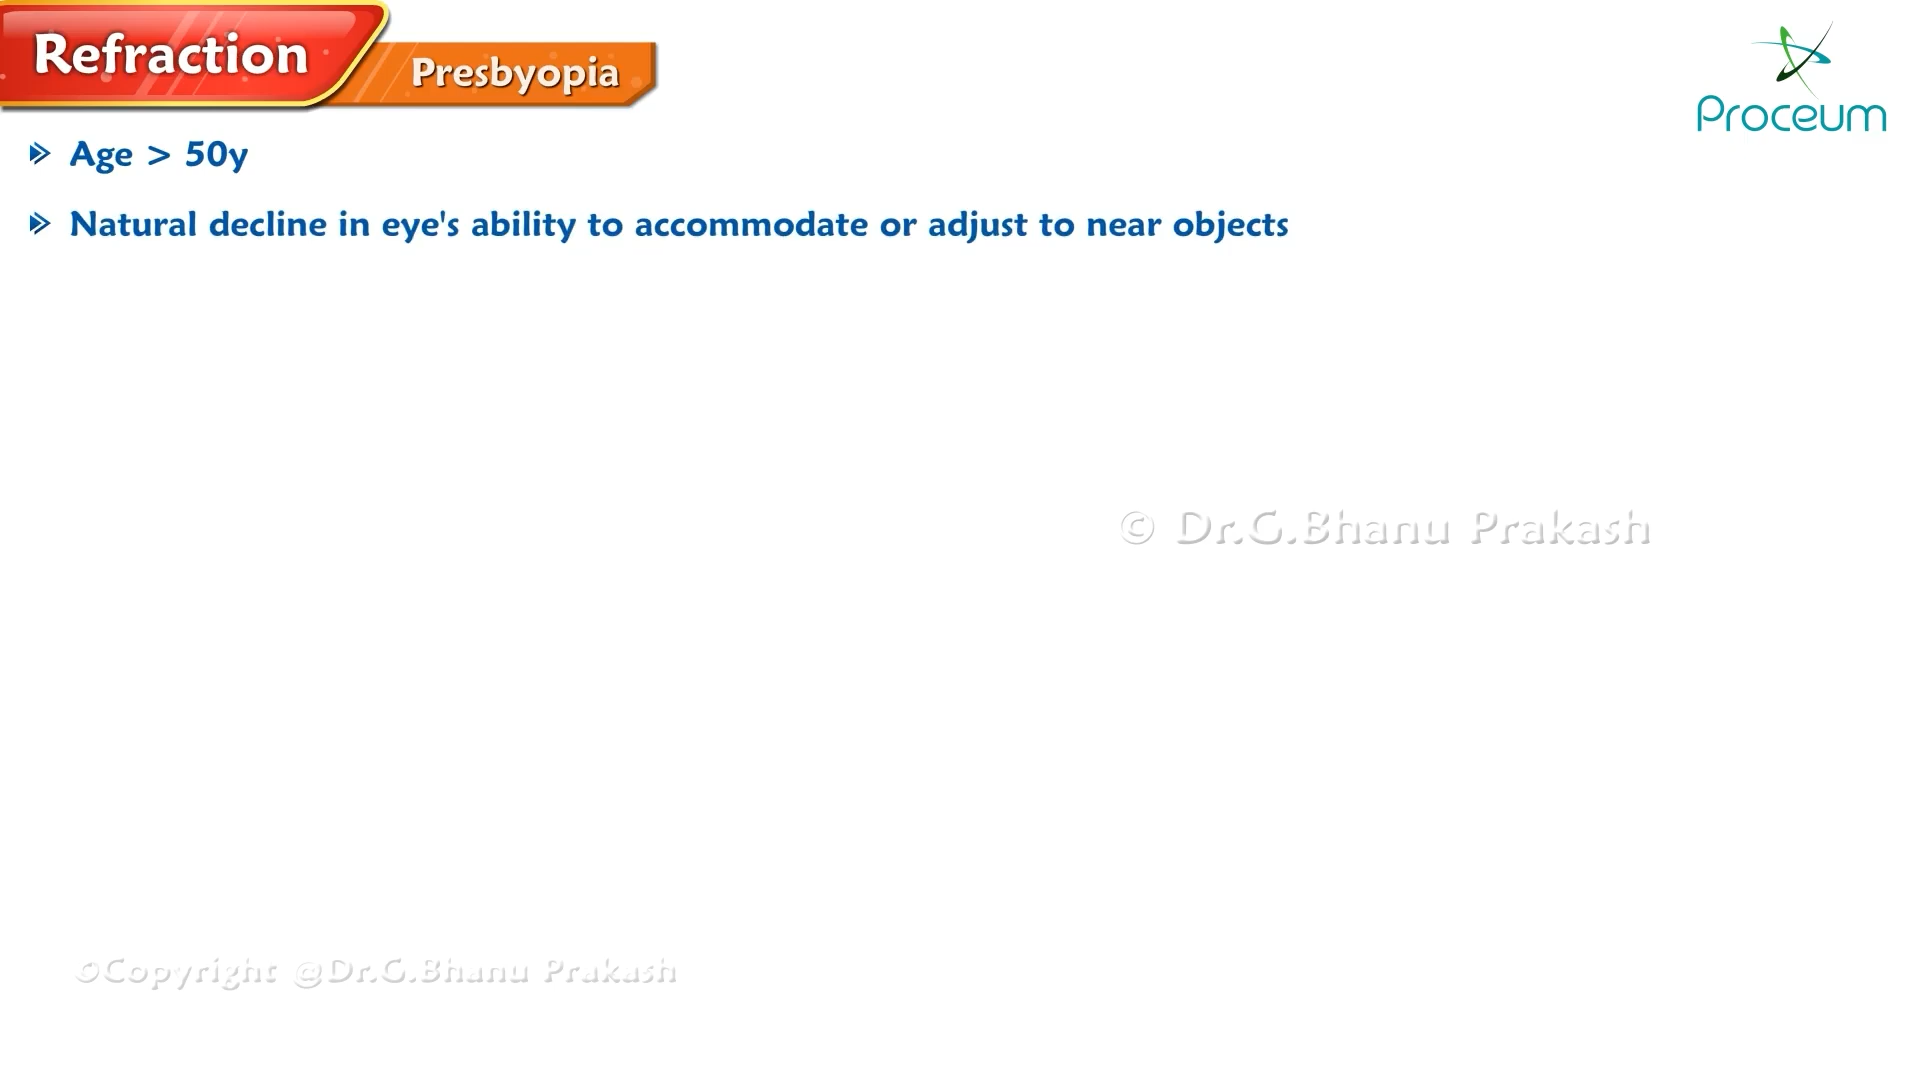 Refraction
Presbyopia
Proceum
Age > 50y
Natural decline in eye's ability to accommodate or adjust to near objects
© Dr.G.Bhanu Prakash
©Copyright @Dr.G.Bhanu Prakash